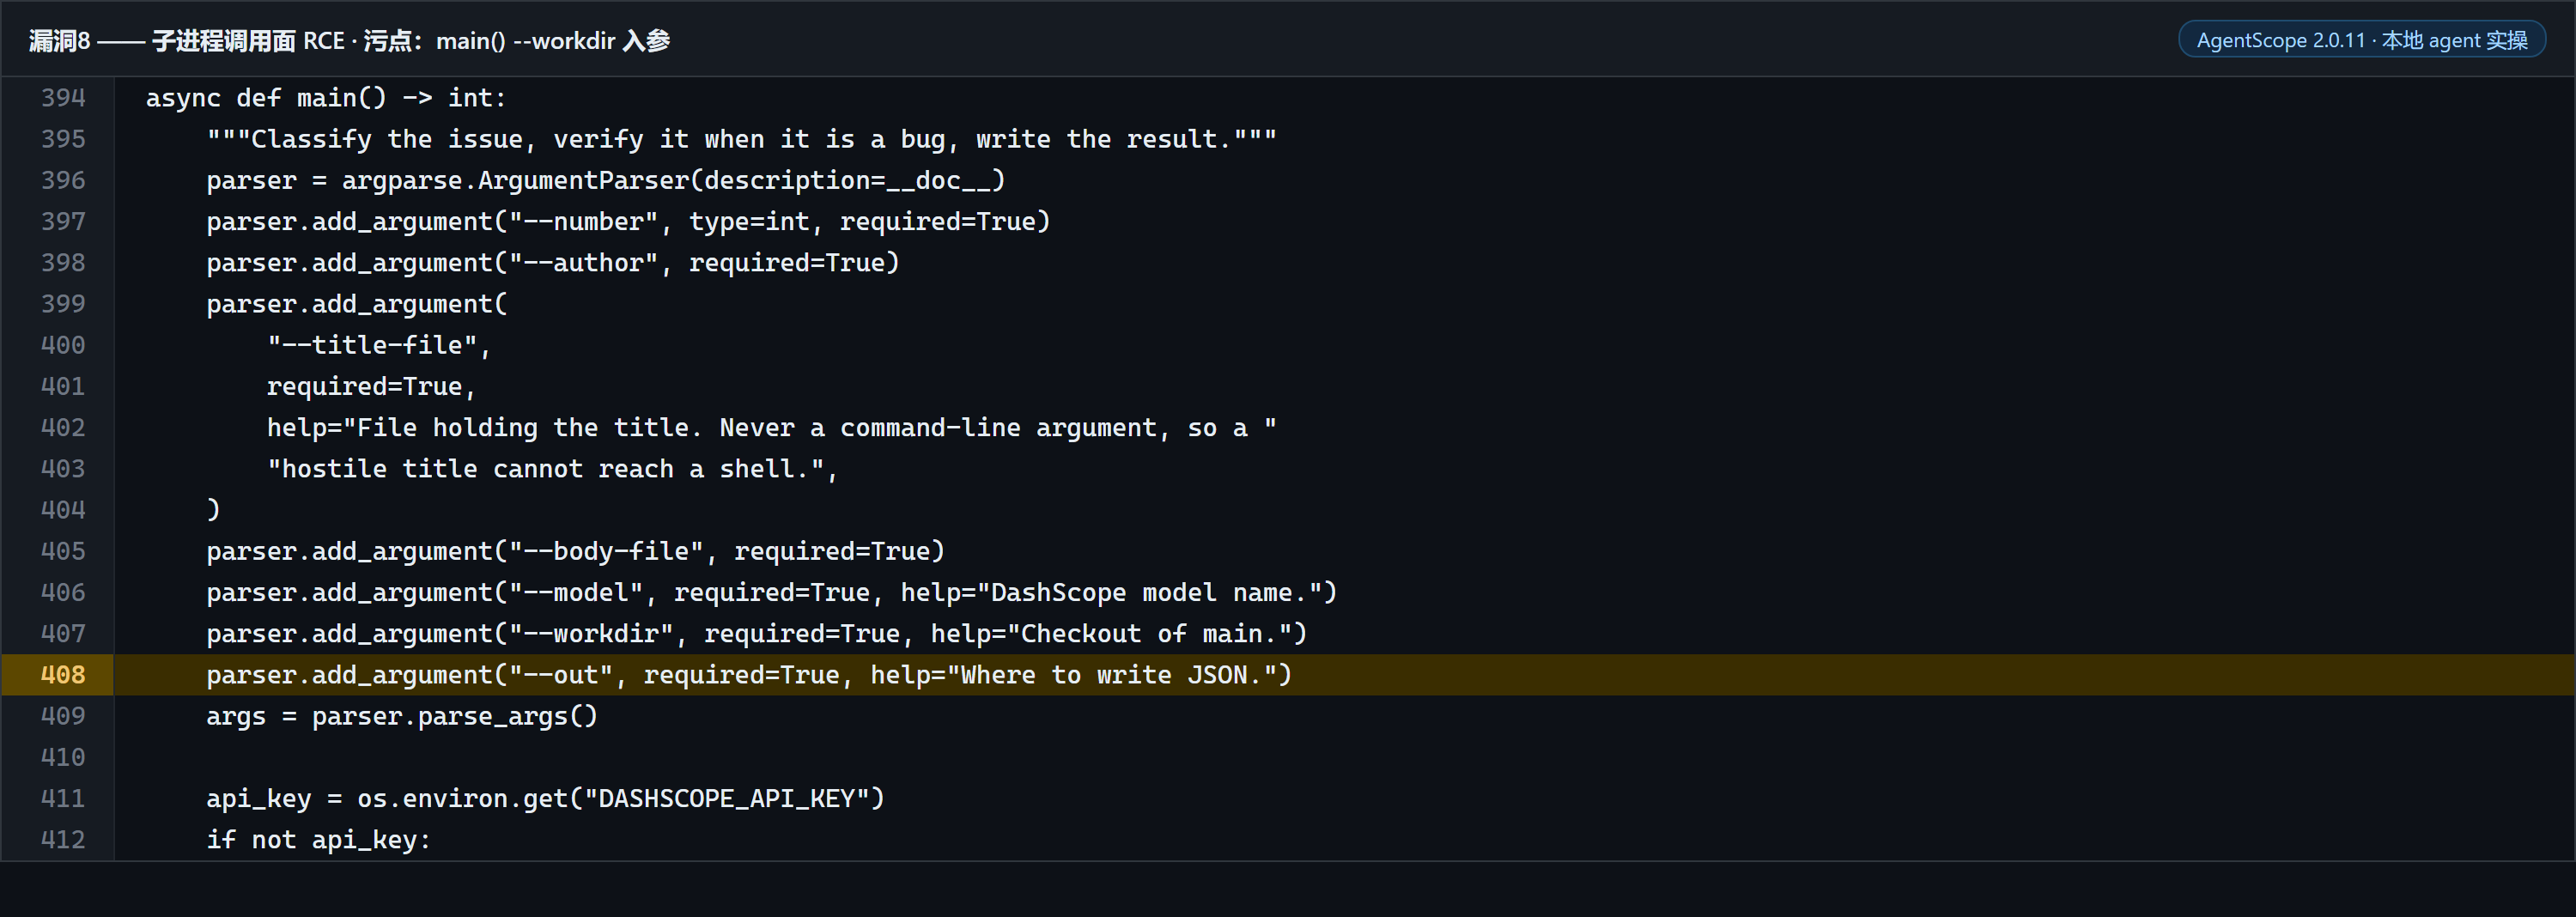 漏洞8 —— 子进程调用面 RCE · 污点：main() --workdir 入参
AgentScope 2.0.11 · 本地 agent 实操
394 async def main() -> int:
395     """Classify the issue, verify it when it is a bug, write the result."""
396     parser = argparse.ArgumentParser(description=__doc__)
397     parser.add_argument("--number", type=int, required=True)
398     parser.add_argument("--author", required=True)
399     parser.add_argument(
400         "--title-file",
401         required=True,
402         help="File holding the title. Never a command-line argument, so a "
403         "hostile title cannot reach a shell.",
404     )
405     parser.add_argument("--body-file", required=True)
406     parser.add_argument("--model", required=True, help="DashScope model name.")
407     parser.add_argument("--workdir", required=True, help="Checkout of main.")
408     parser.add_argument("--out", required=True, help="Where to write JSON.")
409     args = parser.parse_args()
410
411     api_key = os.environ.get("DASHSCOPE_API_KEY")
412     if not api_key: